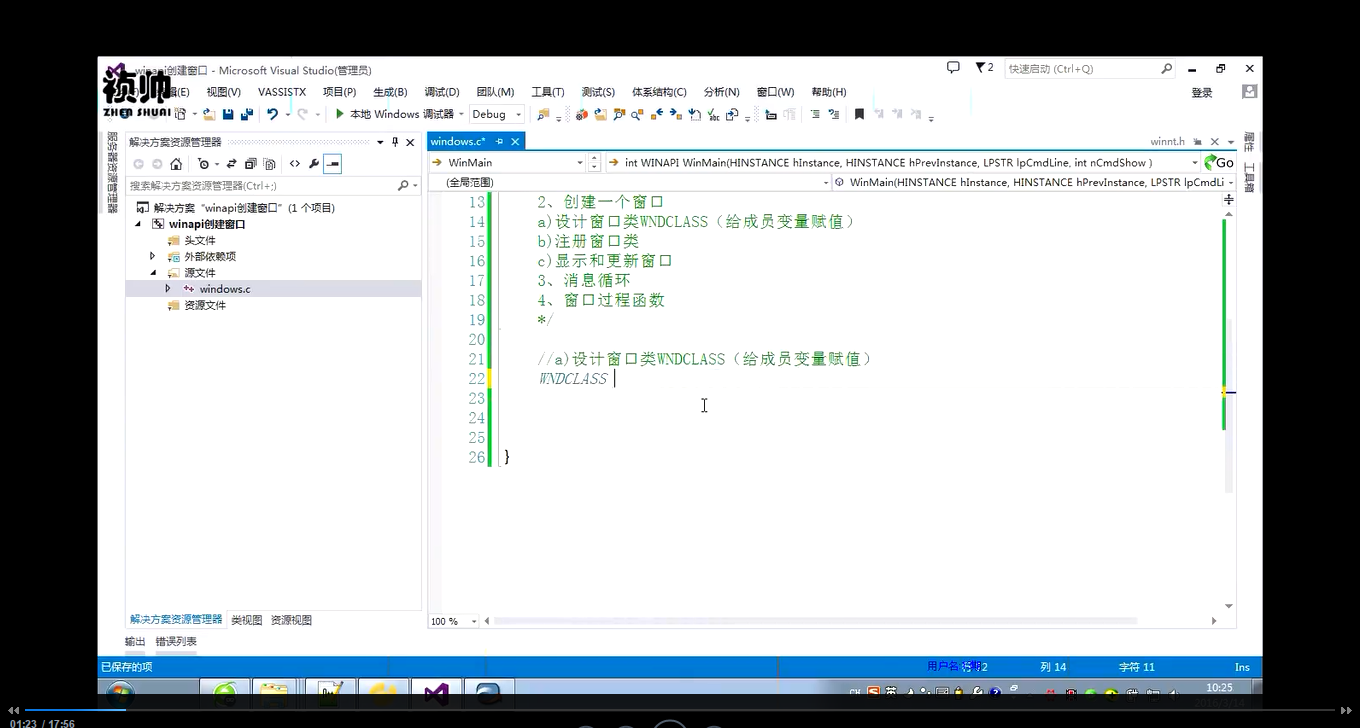 winapi创建窗口 - Microsoft Visual Studio(管理员)
2
快速启动 (Ctrl+Q)
祯帅
ZHEN SHUAI
视图(V) VASSISTX 项目(P) 生成(B) 调试(D) 团队(M) 工具(T) 测试(S) 体系结构(C) 分析(N) 窗口(W) 帮助(H)
登录
本地 Windows 调试器 Debug
服务器资源管理器
解决方案资源管理器
搜索解决方案资源管理器(Ctrl+;)
解决方案 "winapi创建窗口" (1 个项目)
winapi创建窗口
头文件
外部依赖项
源文件
windows.c
资源文件
解决方案资源管理器 类视图 资源视图
windows.c*
winnt.h
WinMain
int WINAPI WinMain(HINSTANCE hInstance, HINSTANCE hPrevInstance, LPSTR lpCmdLine, int nCmdShow )
Go
(全局范围)
WinMain(HINSTANCE hInstance, HINSTANCE hPrevInstance, LPSTR lpCmdLi
13 2、创建一个窗口
14 a)设计窗口类WNDCLASS（给成员变量赋值）
15 b)注册窗口类
16 c)显示和更新窗口
17 3、消息循环
18 4、窗口过程函数
19 */
20
21 //a)设计窗口类WNDCLASS（给成员变量赋值）
22 WNDCLASS
23
24
25
26 }
100 %
属性
工具箱
输出 错误列表
已保存的项
列 14
字符 11
Ins
10:25
01:23 / 17:56